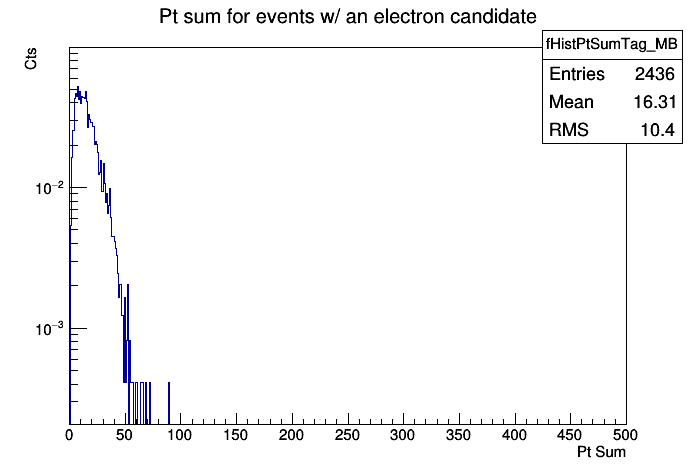 Pt sum for events w/ an electron candidate
fHistPtSumTag_MB
Entries 2436
Mean 16.31
RMS 10.4
Cts
10⁻²
10⁻³
0 50 100 150 200 250 300 350 400 450 500
Pt Sum